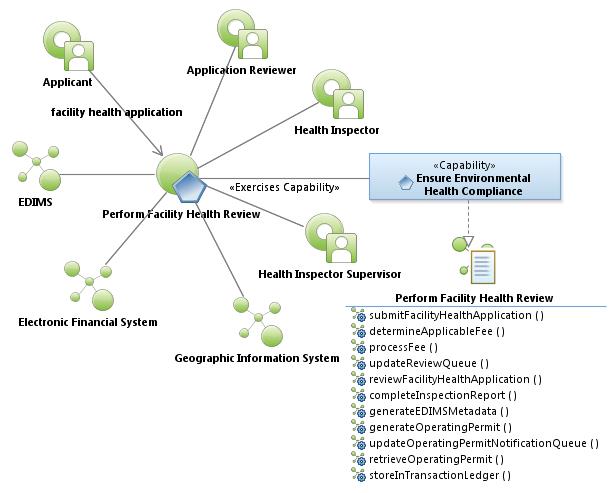 Applicant
Application Reviewer
facility health application
Health Inspector
«Capability»
Ensure Environmental
Health Compliance
EDIMS
«Exercises Capability»
Perform Facility Health Review
Health Inspector Supervisor
Electronic Financial System
Geographic Information System
Perform Facility Health Review
submitFacilityHealthApplication ( )
determineApplicableFee ( )
processFee ( )
updateReviewQueue ( )
reviewFacilityHealthApplication ( )
completeInspectionReport ( )
generateEDIMSMetadata ( )
generateOperatingPermit ( )
updateOperatingPermitNotificationQueue ( )
retrieveOperatingPermit ( )
storeInTransactionLedger ( )